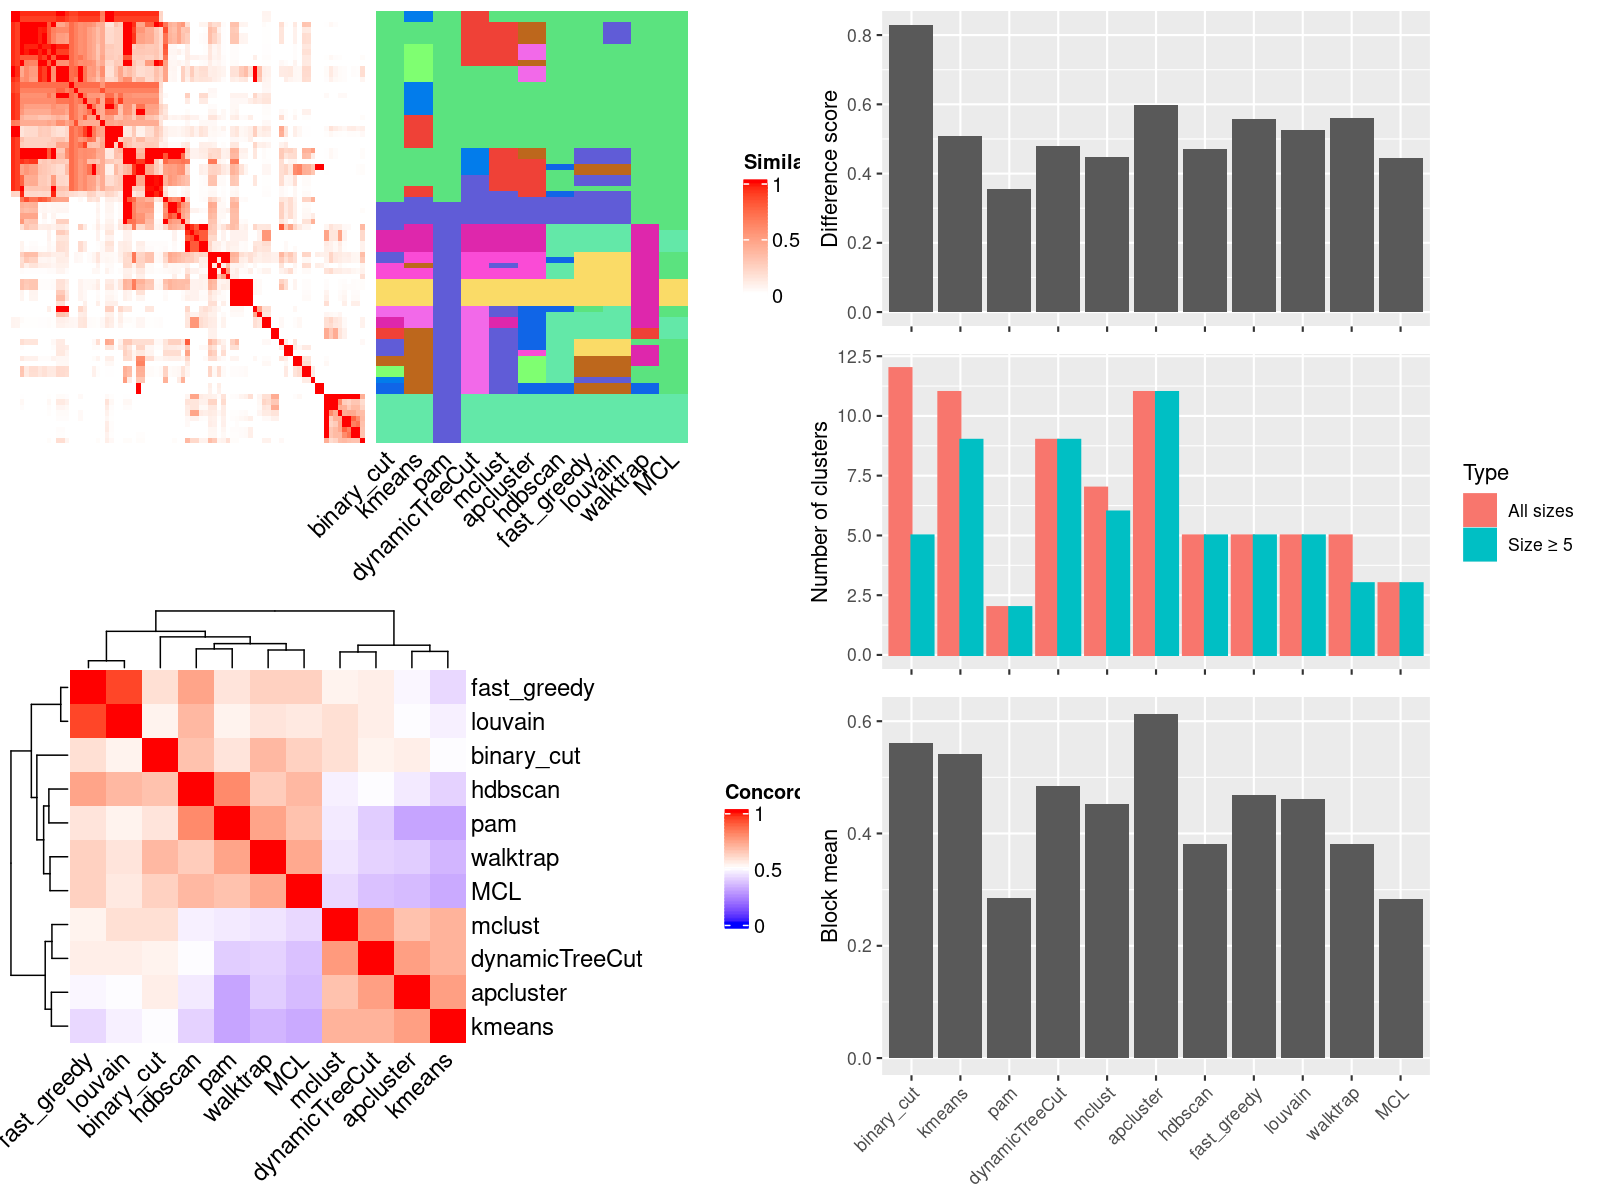 Simila
1
0.5
0
binary_cut
kmeans
pam
dynamicTreeCut
mclust
apcluster
hdbscan
fast_greedy
louvain
walktrap
MCL
fast_greedy
louvain
binary_cut
hdbscan
pam
walktrap
MCL
mclust
dynamicTreeCut
apcluster
kmeans
Concord
1
0.5
0
fast_greedy
louvain
binary_cut
hdbscan
pam
walktrap
MCL
mclust
dynamicTreeCut
apcluster
kmeans
Difference score
0.8
0.6
0.4
0.2
0.0
Number of clusters
12.5
10.0
7.5
5.0
2.5
0.0
Type
All sizes
Size ≥ 5
Block mean
0.6
0.4
0.2
0.0
binary_cut
kmeans
pam
dynamicTreeCut
mclust
apcluster
hdbscan
fast_greedy
louvain
walktrap
MCL